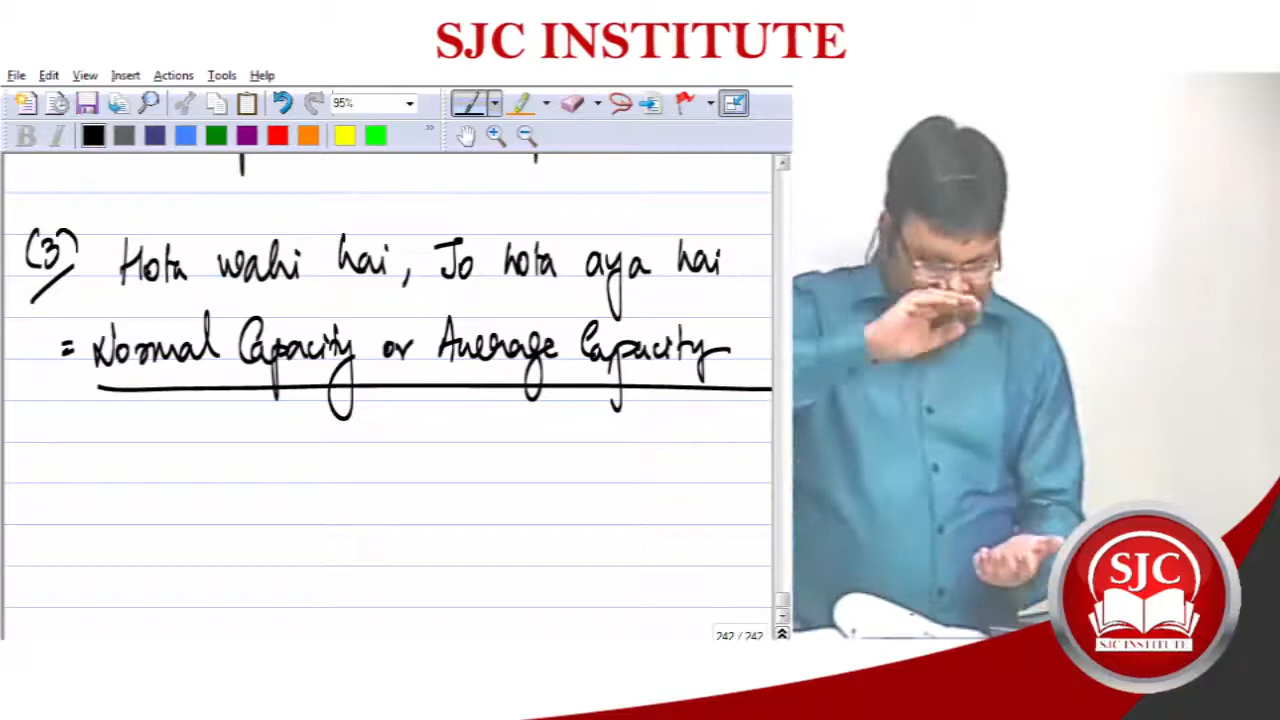 SJC INSTITUTE
File Edit View Insert Actions Tools Help
95%
B I
(3) Hota wahi hai, Jo hota aya hai
= Normal Capacity or Average Capacity
242 / 242
SJC
SJC INSTITUTE